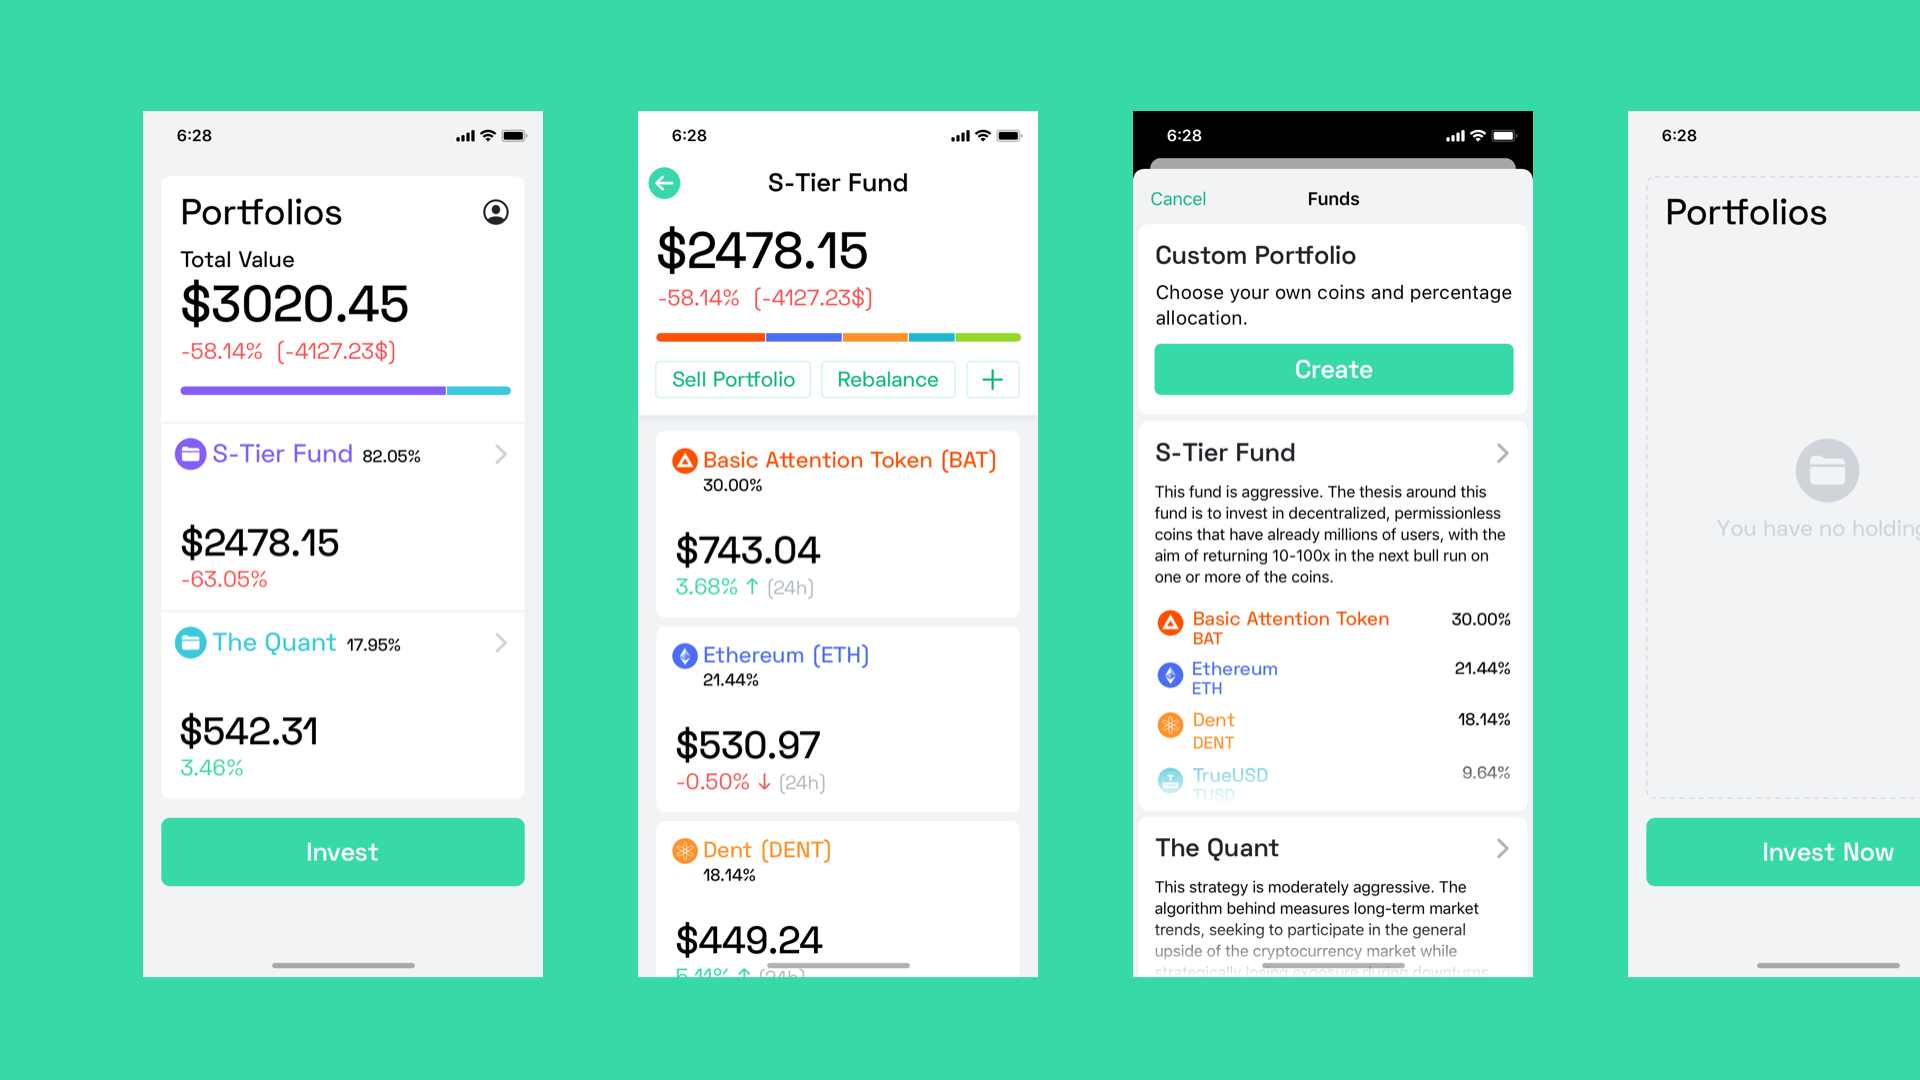 6:28
Portfolios
Total Value
$3020.45
-58.14% (-4127.23$)
S-Tier Fund 82.05%
$2478.15
-63.05%
The Quant 17.95%
$542.31
3.46%
Invest
6:28
S-Tier Fund
$2478.15
-58.14% (-4127.23$)
Sell Portfolio Rebalance +
Basic Attention Token (BAT)
30.00%
$743.04
3.68% ↑ (24h)
Ethereum (ETH)
21.44%
$530.97
-0.50% ↓ (24h)
Dent (DENT)
18.14%
$449.24
5.41% ↑ (24h)
6:28
Cancel Funds
Custom Portfolio
Choose your own coins and percentage
allocation.
Create
S-Tier Fund
This fund is aggressive. The thesis around this
fund is to invest in decentralized, permissionless
coins that have already millions of users, with the
aim of returning 10-100x in the next bull run on
one or more of the coins.
Basic Attention Token 30.00%
BAT
Ethereum 21.44%
ETH
Dent 18.14%
DENT
TrueUSD 9.64%
TUSD
The Quant
This strategy is moderately aggressive. The
algorithm behind measures long-term market
trends, seeking to participate in the general
upside of the cryptocurrency market while
strategically losing exposure during downturns
6:28
Portfolios
You have no holding
Invest Now